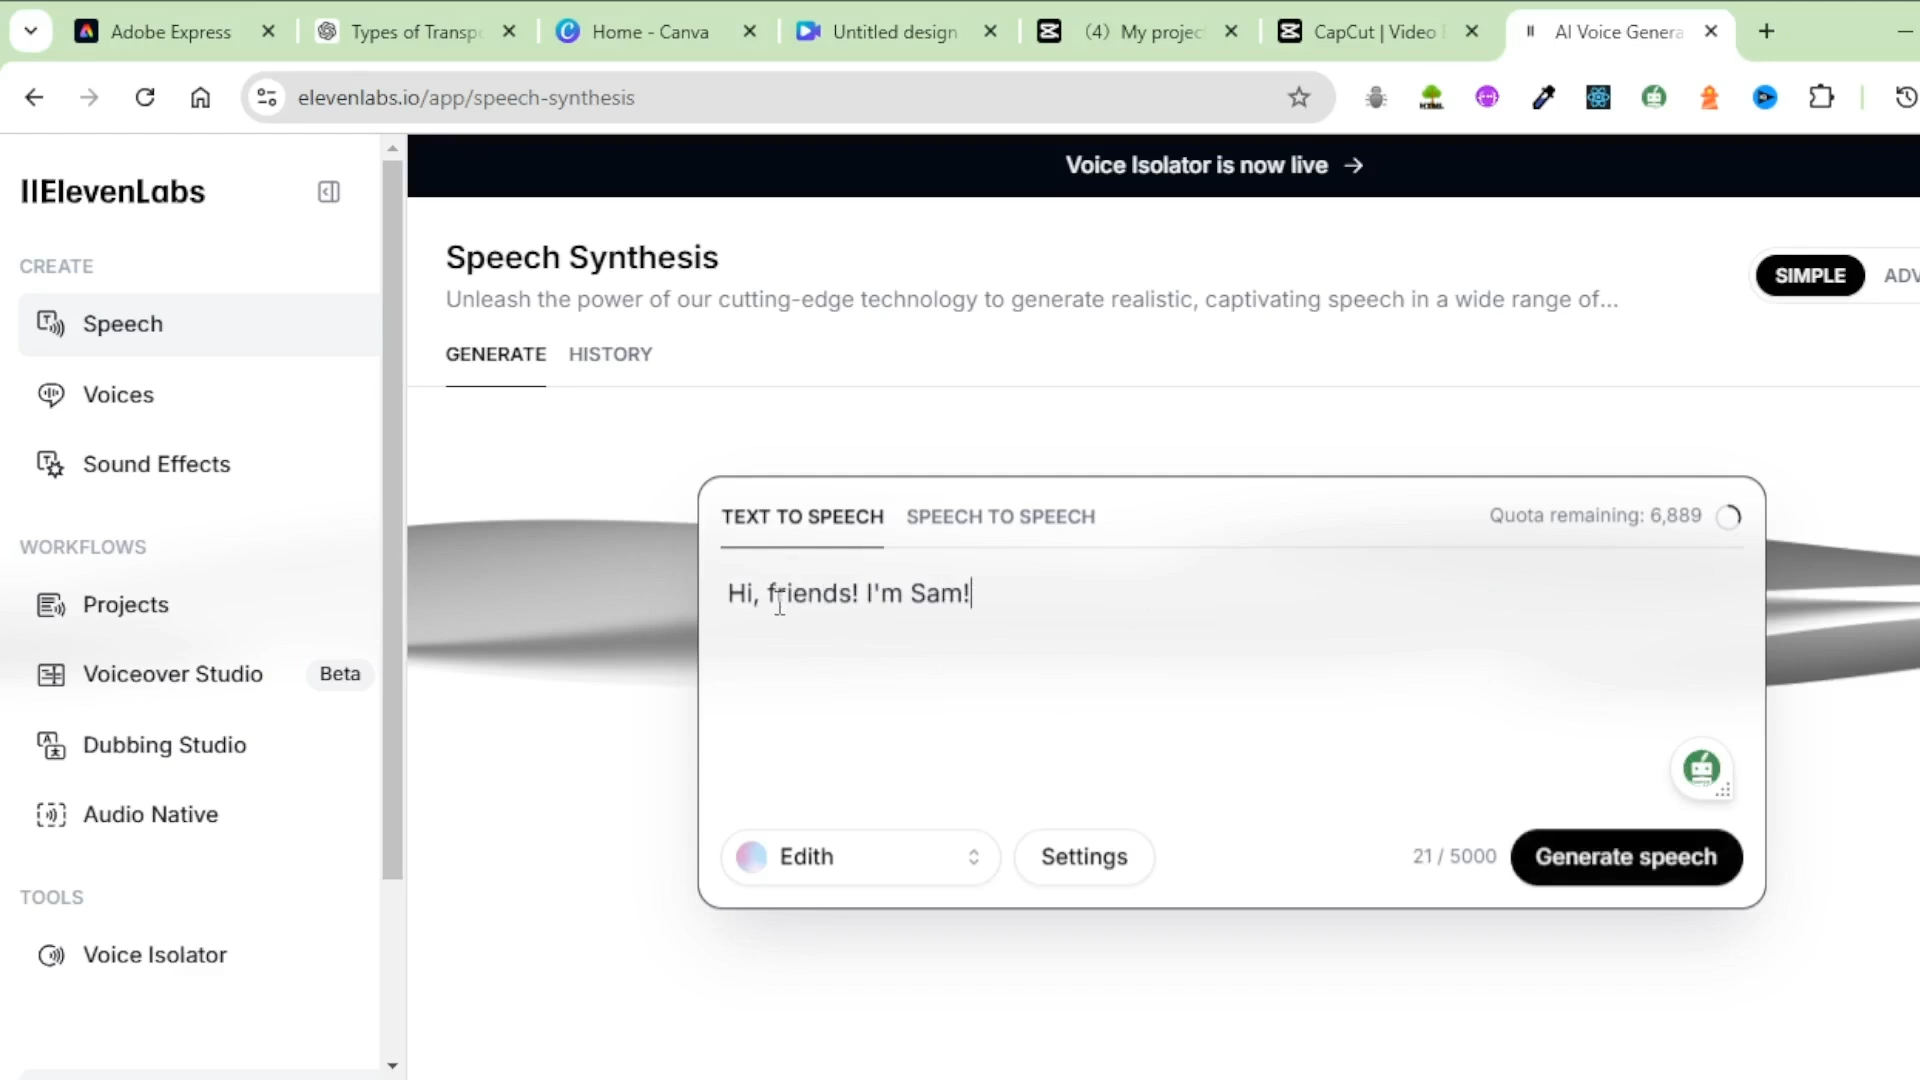 Adobe Express
Types of Transp
Home - Canva
Untitled design
(4) My projec
CapCut | Video
AI Voice Genera
elevenlabs.io/app/speech-synthesis
HTML
IIElevenLabs
Voice Isolator is now live →
CREATE
Speech
Voices
Sound Effects
WORKFLOWS
Projects
Voiceover Studio Beta
Dubbing Studio
Audio Native
TOOLS
Voice Isolator
Speech Synthesis
Unleash the power of our cutting-edge technology to generate realistic, captivating speech in a wide range of...
SIMPLE ADV
GENERATE HISTORY
TEXT TO SPEECH SPEECH TO SPEECH Quota remaining: 6,889
Hi, friends! I'm Sam!
Edith Settings 21 / 5000 Generate speech